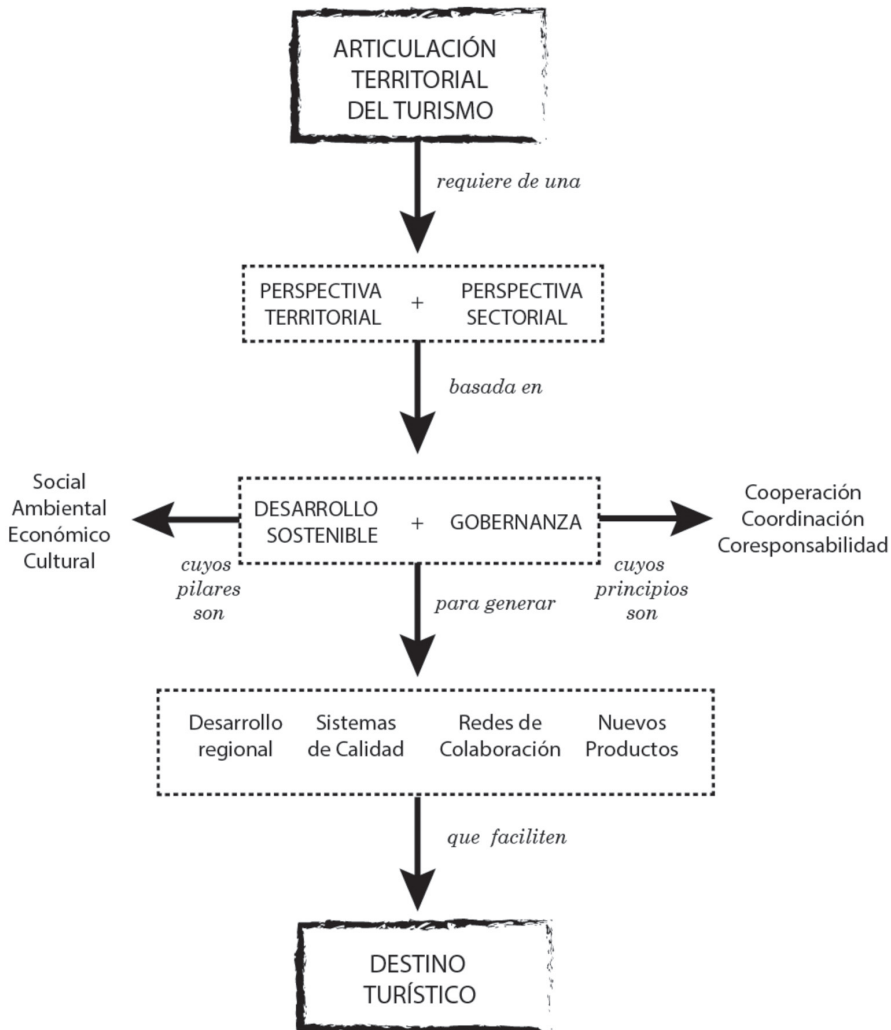 ARTICULACIÓN
TERRITORIAL
DEL TURISMO
requiere de una
PERSPECTIVA + PERSPECTIVA
TERRITORIAL SECTORIAL
basada en
Social
Ambiental
Económico
Cultural
DESARROLLO + GOBERNANZA
SOSTENIBLE
Cooperación
Coordinación
Coresponsabilidad
cuyos
pilares
son
para generar
cuyos
principios
son
Desarrollo
regional
Sistemas
de Calidad
Redes de
Colaboración
Nuevos
Productos
que faciliten
DESTINO
TURÍSTICO